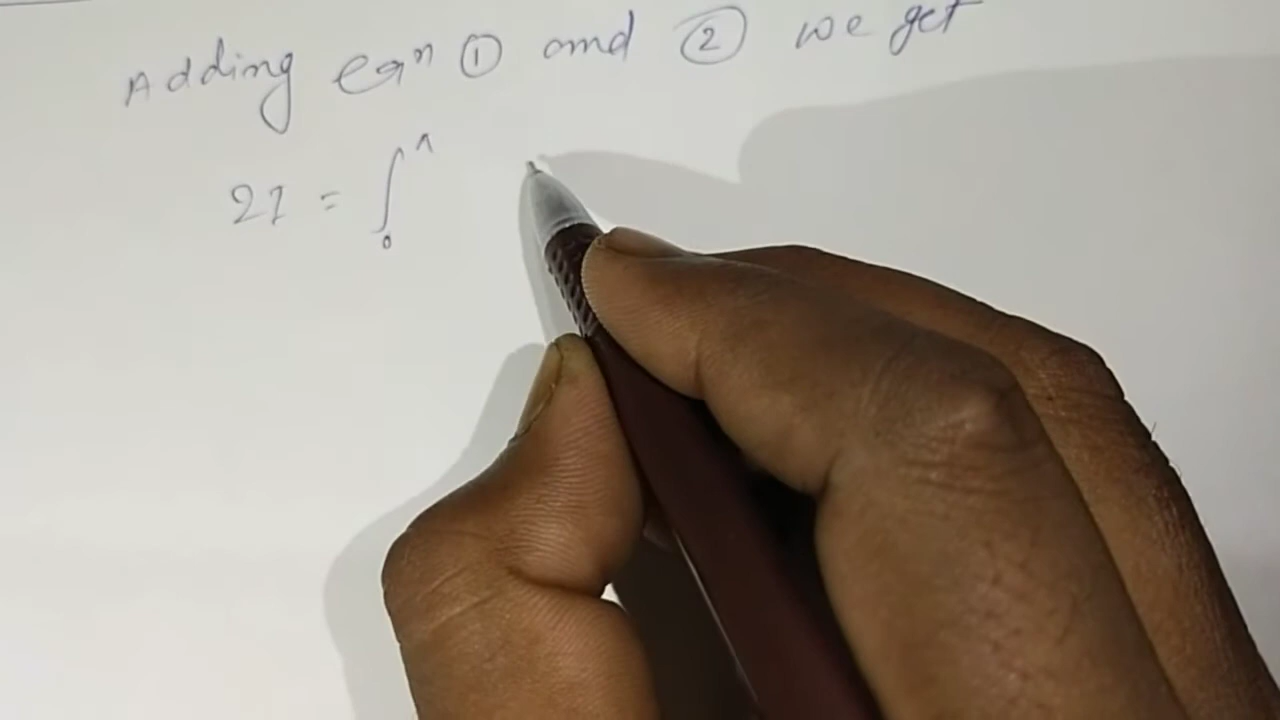 Adding eqⁿ ① and ② we get
2I = ∫₀^π